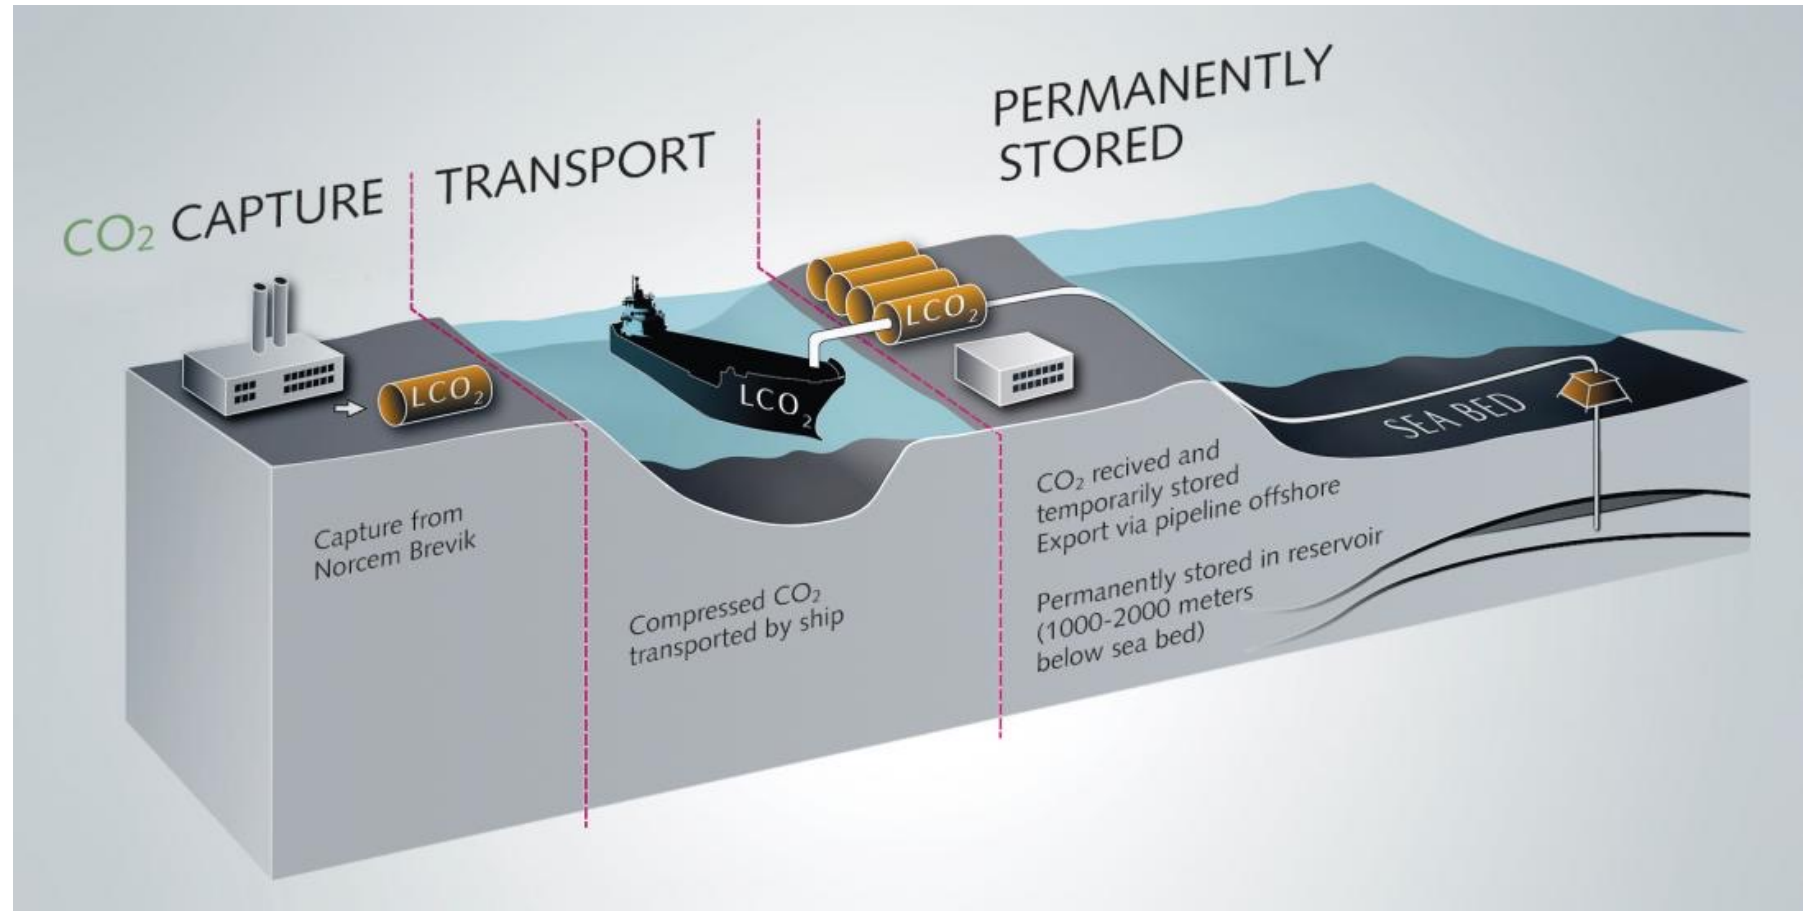 CO₂ CAPTURE
TRANSPORT
PERMANENTLY
STORED
LCO₂
LCO₂
LCO₂
SEA BED
Capture from
Norcem Brevik
Compressed CO₂
transported by ship
CO₂ recived and
temporarily stored
Export via pipeline offshore
Permanently stored in reservoir
(1000-2000 meters
below sea bed)